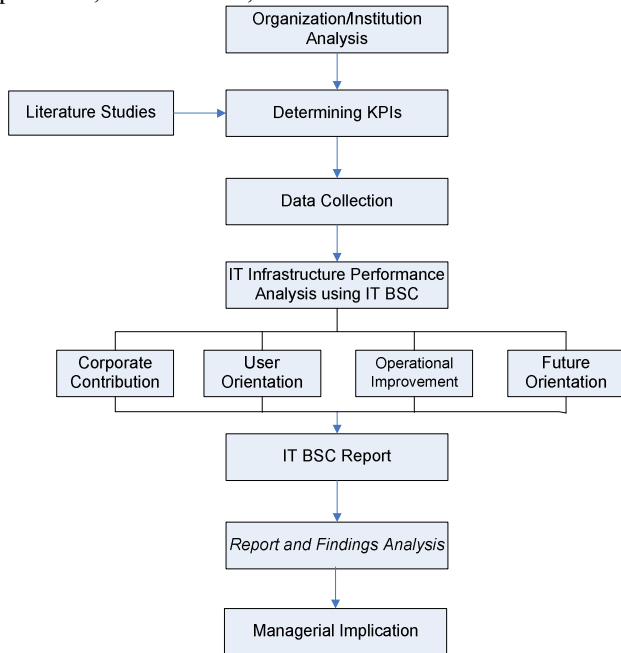 Organization/Institution
Analysis
Literature Studies
Determining KPIs
Data Collection
IT Infrastructure Performance
Analysis using IT BSC
Corporate
Contribution
User
Orientation
Operational
Improvement
Future
Orientation
IT BSC Report
Report and Findings Analysis
Managerial Implication